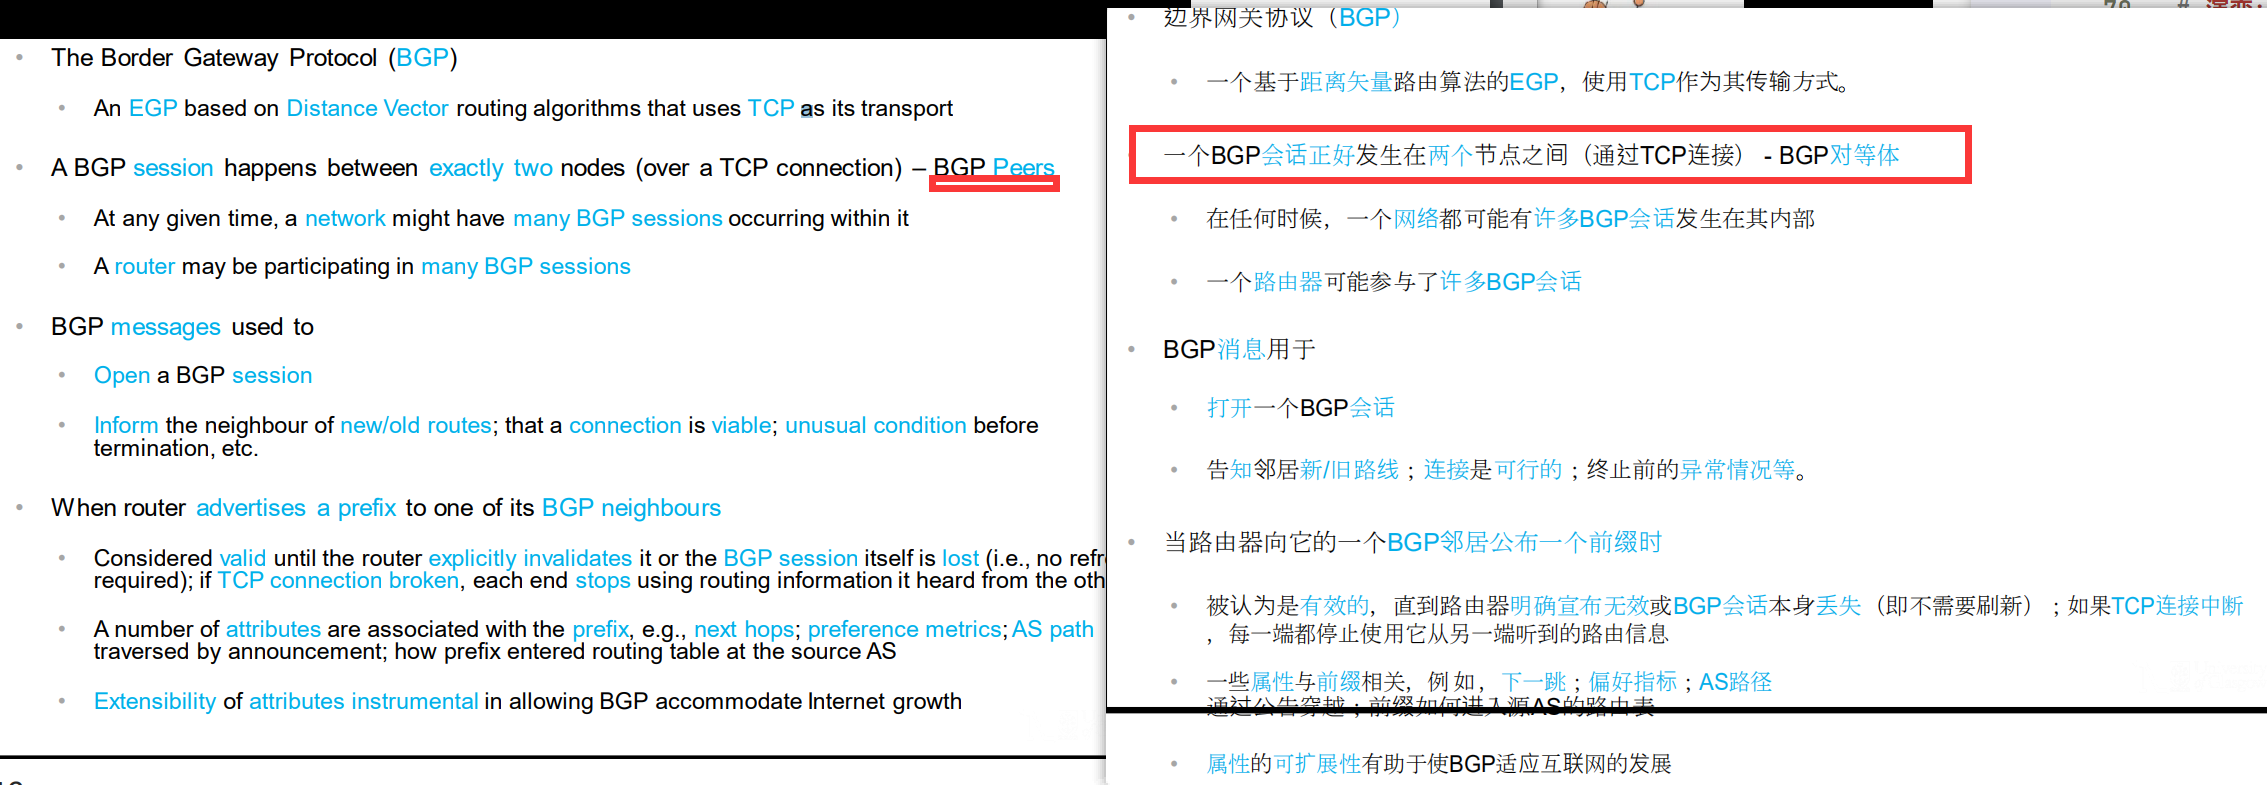 The Border Gateway Protocol (BGP)
An EGP based on Distance Vector routing algorithms that uses TCP as its transport
A BGP session happens between exactly two nodes (over a TCP connection) – BGP Peers
At any given time, a network might have many BGP sessions occurring within it
A router may be participating in many BGP sessions
BGP messages used to
Open a BGP session
Inform the neighbour of new/old routes; that a connection is viable; unusual condition before
termination, etc.
When router advertises a prefix to one of its BGP neighbours
Considered valid until the router explicitly invalidates it or the BGP session itself is lost (i.e., no refr
required); if TCP connection broken, each end stops using routing information it heard from the oth
A number of attributes are associated with the prefix, e.g., next hops; preference metrics; AS path
traversed by announcement; how prefix entered routing table at the source AS
Extensibility of attributes instrumental in allowing BGP accommodate Internet growth
边界网关协议（BGP）
一个基于距离矢量路由算法的EGP，使用TCP作为其传输方式。
一个BGP会话正好发生在两个节点之间（通过TCP连接） - BGP对等体
在任何时候，一个网络都可能有许多BGP会话发生在其内部
一个路由器可能参与了许多BGP会话
BGP消息用于
打开一个BGP会话
告知邻居新/旧路线；连接是可行的；终止前的异常情况等。
当路由器向它的一个BGP邻居公布一个前缀时
被认为是有效的，直到路由器明确宣布无效或BGP会话本身丢失（即不需要刷新）；如果TCP连接中断
，每一端都停止使用它从另一端听到的路由信息
一些属性与前缀相关，例如，下一跳；偏好指标；AS路径
通过公告穿越；前缀如何进入源AS的路由表
属性的可扩展性有助于使BGP适应互联网的发展